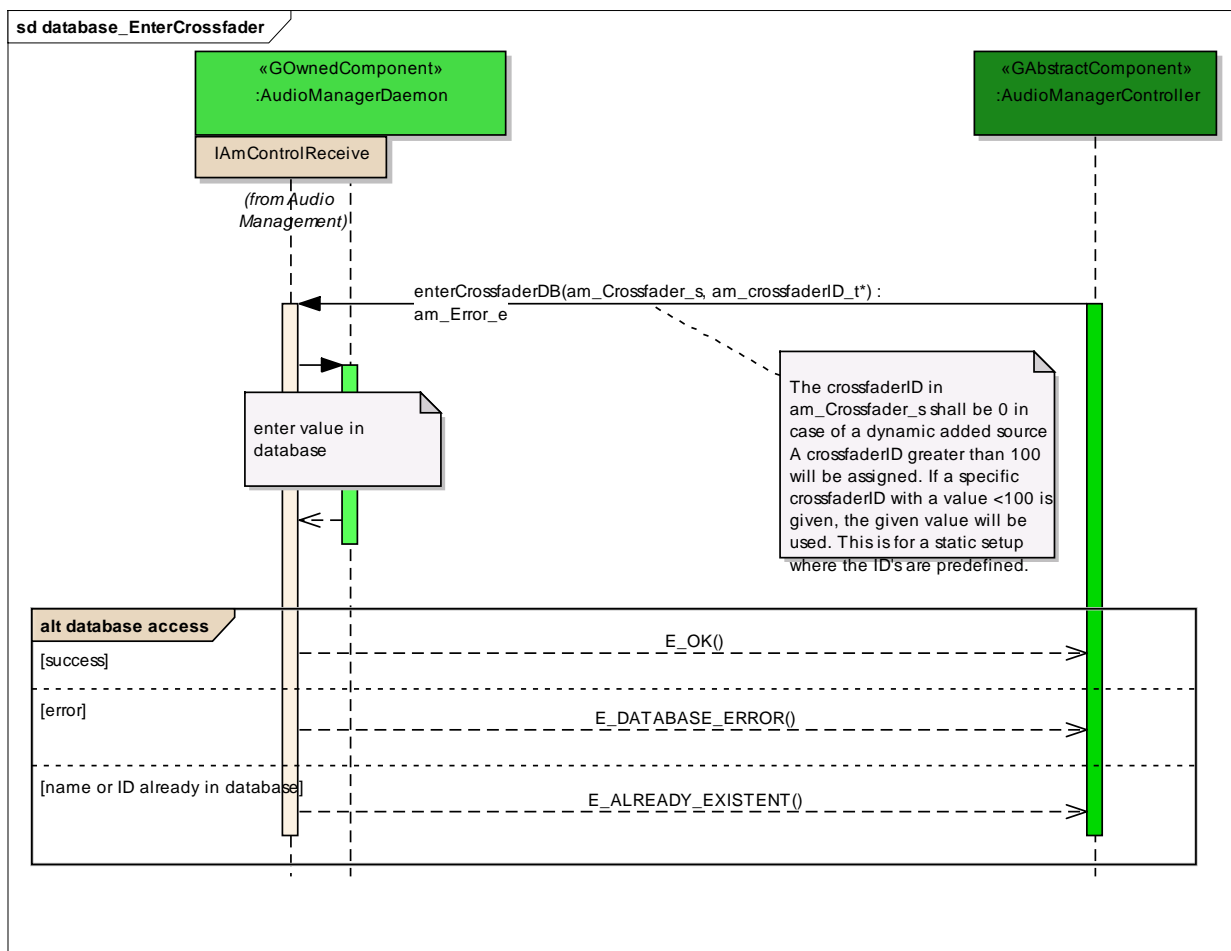 sd database_EnterCrossfader
«GOwnedComponent»
:AudioManagerDaemon
«GAbstractComponent»
:AudioManagerController
IAmControlReceive
(from Audio
Management)
enterCrossfaderDB(am_Crossfader_s, am_crossfaderID_t*) :
am_Error_e
The crossfaderID in
am_Crossfader_s shall be 0 in
case of a dynamic added source
A crossfaderID greater than 100
will be assigned. If a specific
crossfaderID with a value <100 is
given, the given value will be
used. This is for a static setup
where the ID's are predefined.
enter value in
database
alt database access
[success]
E_OK()
[error]
E_DATABASE_ERROR()
[name or ID already in database]
E_ALREADY_EXISTENT()